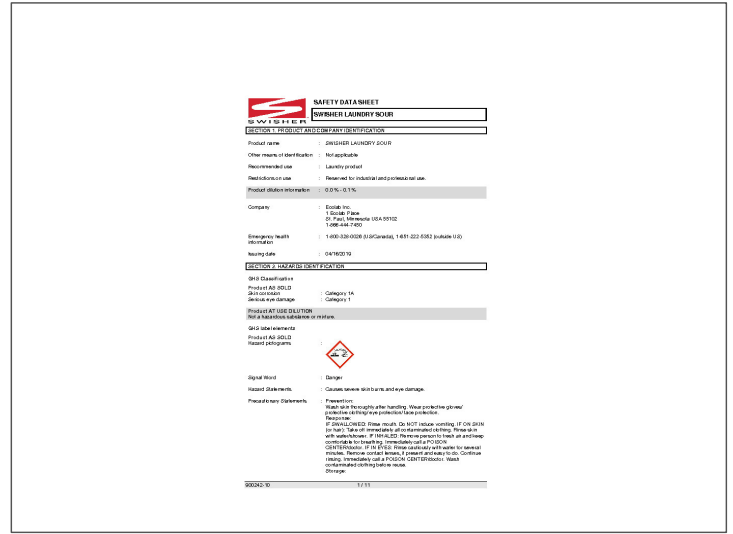 SAFETY DATA SHEET
SWISHER
SWISHER LAUNDRY SOUR
SECTION 1. PRODUCT AND COMPANY IDENTIFICATION
Product name : SWISHER LAUNDRY SOUR
Other means of identification : Not applicable
Recommended use : Laundry product
Restrictions on use : Reserved for industrial and professional use.
Product dilution information : 0.0 % - 0.1 %
Company : Ecolab Inc.
1 Ecolab Place
St. Paul, Minnesota USA 55102
1-866-444-7450
Emergency health information : 1-800-328-0026 (US/Canada), 1-651-222-5352 (outside US)
Issuing date : 04/16/2019
SECTION 2. HAZARDS IDENTIFICATION
GHS Classification
Product AS SOLD
Skin corrosion : Category 1A
Serious eye damage : Category 1
Product AT USE DILUTION
Not a hazardous substance or mixture.
GHS label elements
Product AS SOLD
Hazard pictograms :
Signal Word : Danger
Hazard Statements : Causes severe skin burns and eye damage.
Precautionary Statements : Prevention:
Wash skin thoroughly after handling. Wear protective gloves/
protective clothing/ eye protection/ face protection.
Response:
IF SWALLOWED: Rinse mouth. Do NOT induce vomiting. IF ON SKIN
(or hair): Take off immediately all contaminated clothing. Rinse skin
with water/shower. IF INHALED: Remove person to fresh air and keep
comfortable for breathing. Immediately call a POISON
CENTER/doctor. IF IN EYES: Rinse cautiously with water for several
minutes. Remove contact lenses, if present and easy to do. Continue
rinsing. Immediately call a POISON CENTER/doctor. Wash
contaminated clothing before reuse.
Storage:
900242-10 1 / 11